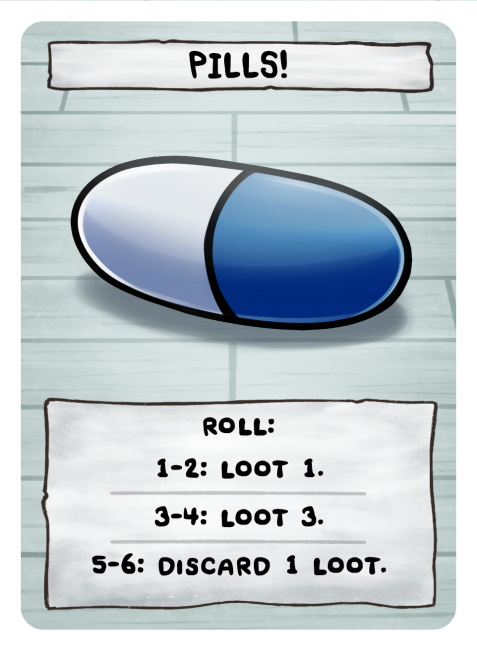 PILLS!
ROLL:
1-2: LOOT 1.
3-4: LOOT 3.
5-6: DISCARD 1 LOOT.